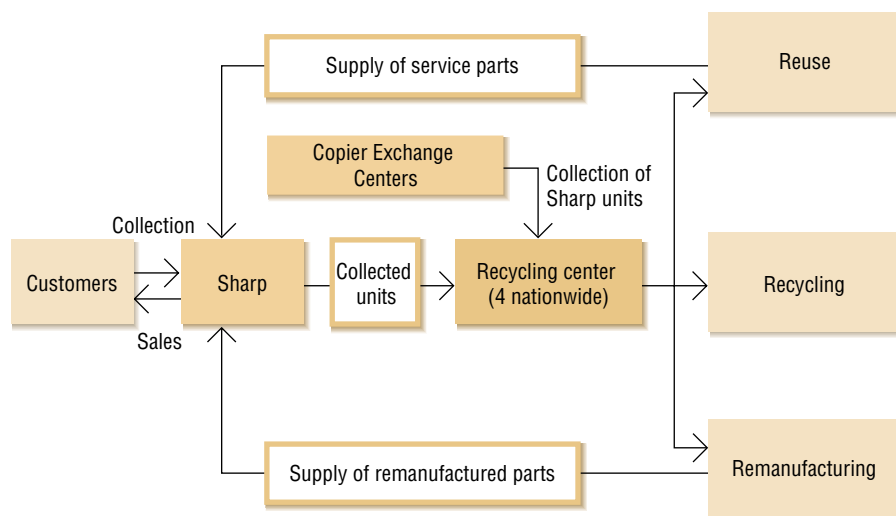 Supply of service parts
Reuse
Copier Exchange
Centers
Collection of
Sharp units
Collection
Customers
Sharp
Collected
units
Recycling center
(4 nationwide)
Recycling
Sales
Supply of remanufactured parts
Remanufacturing